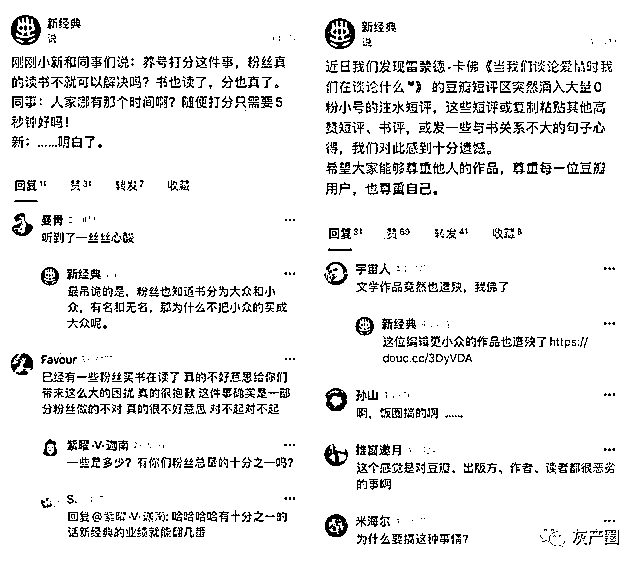 新经典
说
刚刚小新和同事们说：养号打分这件事，粉丝真
的读书不就可以解决吗？书也读了，分也真了。
同事：人家哪有那个时间啊？随便打分只需要5
秒钟好吗！
新：……明白了。
回复
赞
转发
收藏
听到了一丝丝心酸
新经典
最吊诡的是，粉丝也知道书分为大众和小
众，有名和无名，那为什么不把小众的买成
大众呢。
Favour
已经有一些粉丝买书在读了 真的不好意思给你们
带来这么大的困扰 真的很抱歉 这件事确实是一部
分粉丝做的不对 真的很不好意思 对不起对不起
紫曜·V·迦南
一些是多少？有你们粉丝总量的十分之一吗？
S.
回复@紫曜·V·迦南: 哈哈哈哈有十分之一的
话新经典的业绩就能翻几番
新经典
说
近日我们发现雷蒙德·卡佛《当我们谈论爱情时我
们在谈论什么》的豆瓣短评区突然涌入大量0
粉小号的注水短评，这些短评或复制粘贴其他高
赞短评、书评，或发一些与书关系不大的句子心
得，我们对此感到十分遗憾。
希望大家能够尊重他人的作品，尊重每一位豆瓣
用户，也尊重自己。
回复
赞
转发
收藏
宇宙人
文学作品竟然也遭殃，我佛了
新经典
这位编辑更小众的作品也遭殃了https://
douc.cc/3DyVDA
孙山
啊，饭圈搞的啊 ……
推窗邀月
这个感觉是对豆瓣、出版方、作者、读者都很恶劣
的事啊
米海尔
为什么要搞这种事情？
灰产圈